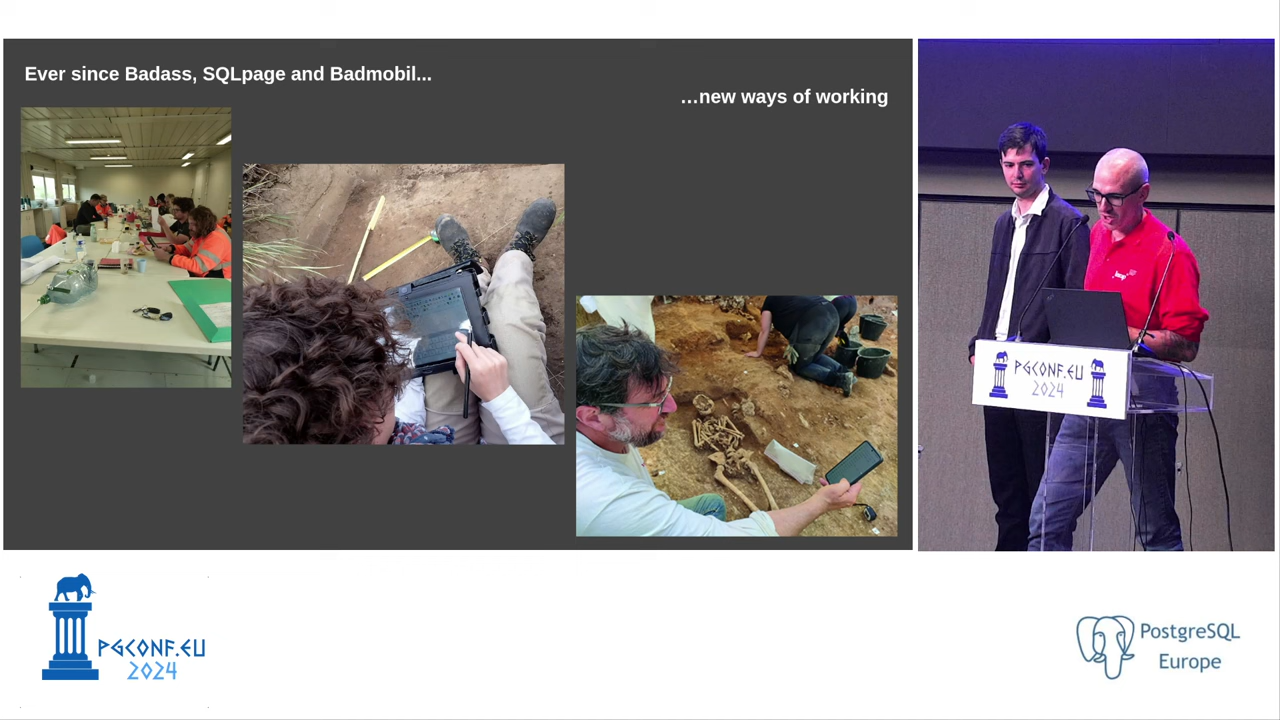 Ever since Badass, SQLpage and Badmobil...
...new ways of working
PGCONF.EU
2024
PGCONF.EU
2024
PostgreSQL
Europe